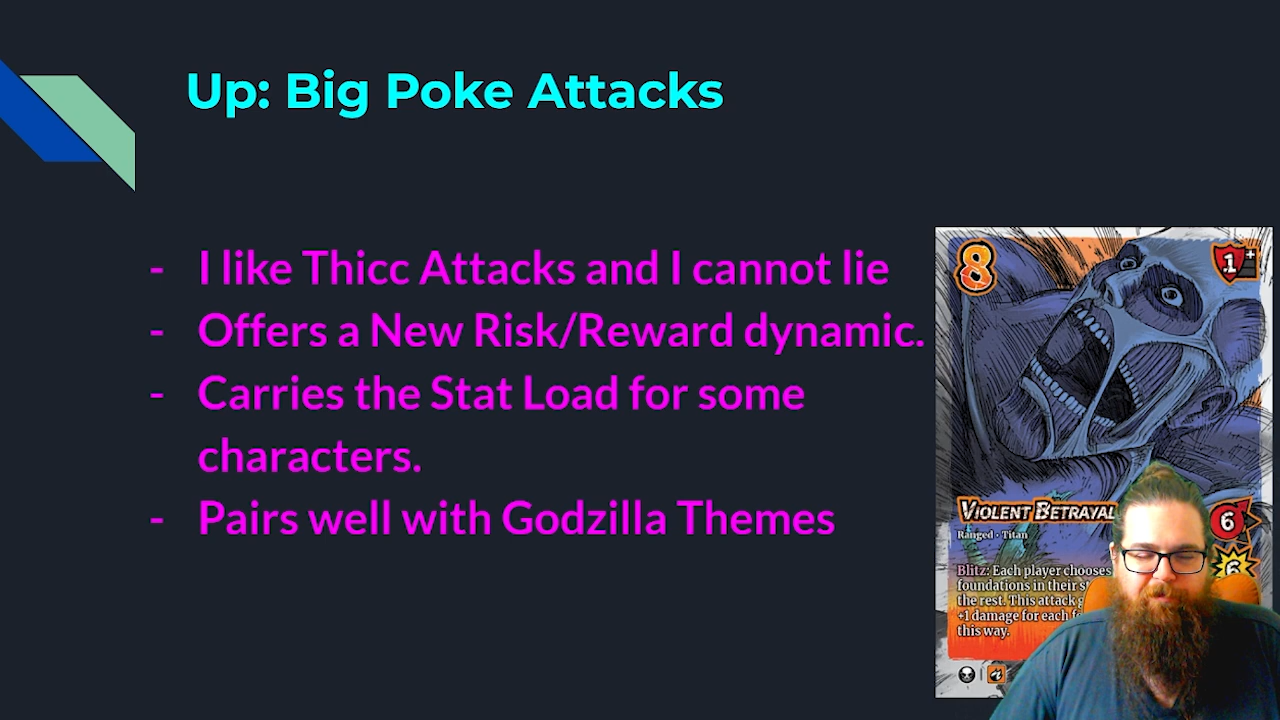 Up: Big Poke Attacks
- I like Thicc Attacks and I cannot lie
- Offers a New Risk/Reward dynamic.
- Carries the Stat Load for some
characters.
- Pairs well with Godzilla Themes
8
1 +
VIOLENT BETRAYAL
Ranged • Titan
6
6
Blitz: Each player chooses
foundations in their
the rest. This attack
+1 damage for each
this way.